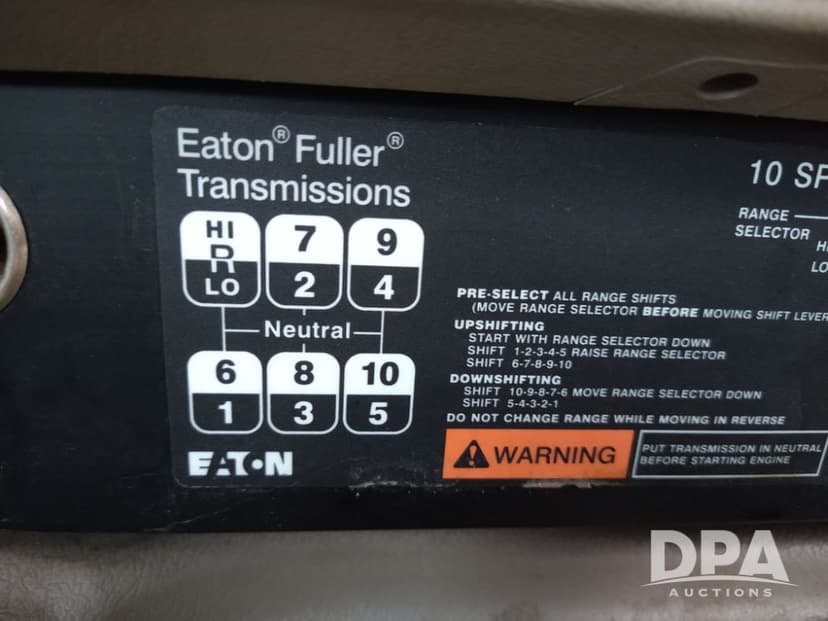 Eaton® Fuller®
Transmissions
HI
R
LO
7
2
9
4
Neutral
6
1
8
3
10
5
EATON
10 SP
RANGE
SELECTOR
HI
LO
PRE-SELECT ALL RANGE SHIFTS
(MOVE RANGE SELECTOR BEFORE MOVING SHIFT LEVER
UPSHIFTING
START WITH RANGE SELECTOR DOWN
SHIFT 1-2-3-4-5 RAISE RANGE SELECTOR
SHIFT 6-7-8-9-10
DOWNSHIFTING
SHIFT 10-9-8-7-6 MOVE RANGE SELECTOR DOWN
SHIFT 5-4-3-2-1
DO NOT CHANGE RANGE WHILE MOVING IN REVERSE
WARNING
PUT TRANSMISSION IN NEUTRAL
BEFORE STARTING ENGINE
DPA
AUCTIONS